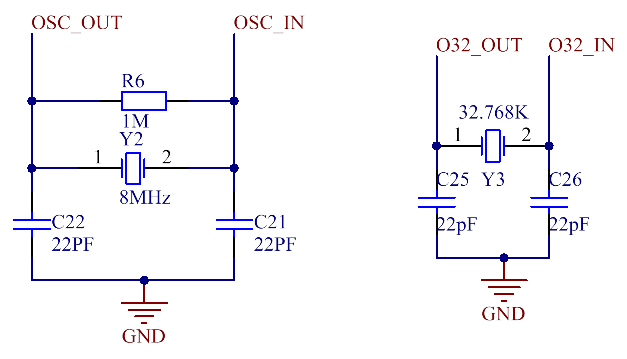 OSC_OUT
OSC_IN
R6
1M
Y2
1
2
8MHz
C22
22PF
C21
22PF
GND
O32_OUT
O32_IN
32.768K
1
2
Y3
C25
22pF
C26
22pF
GND